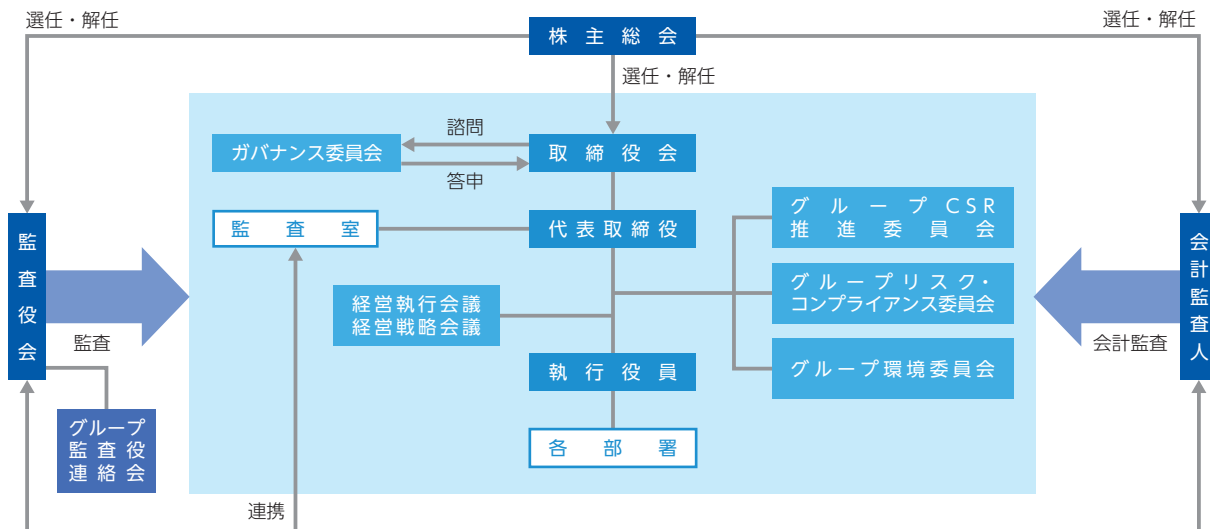 選任・解任
株主総会
選任・解任
選任・解任
諮問
ガバナンス委員会
取締役会
答申
監査室
代表取締役
グループCSR
推進委員会
グループリスク・
コンプライアンス委員会
経営執行会議
経営戦略会議
執行役員
グループ環境委員会
各部署
監査役会
監査
会計監査人
会計監査
グループ
監査役
連絡会
連携